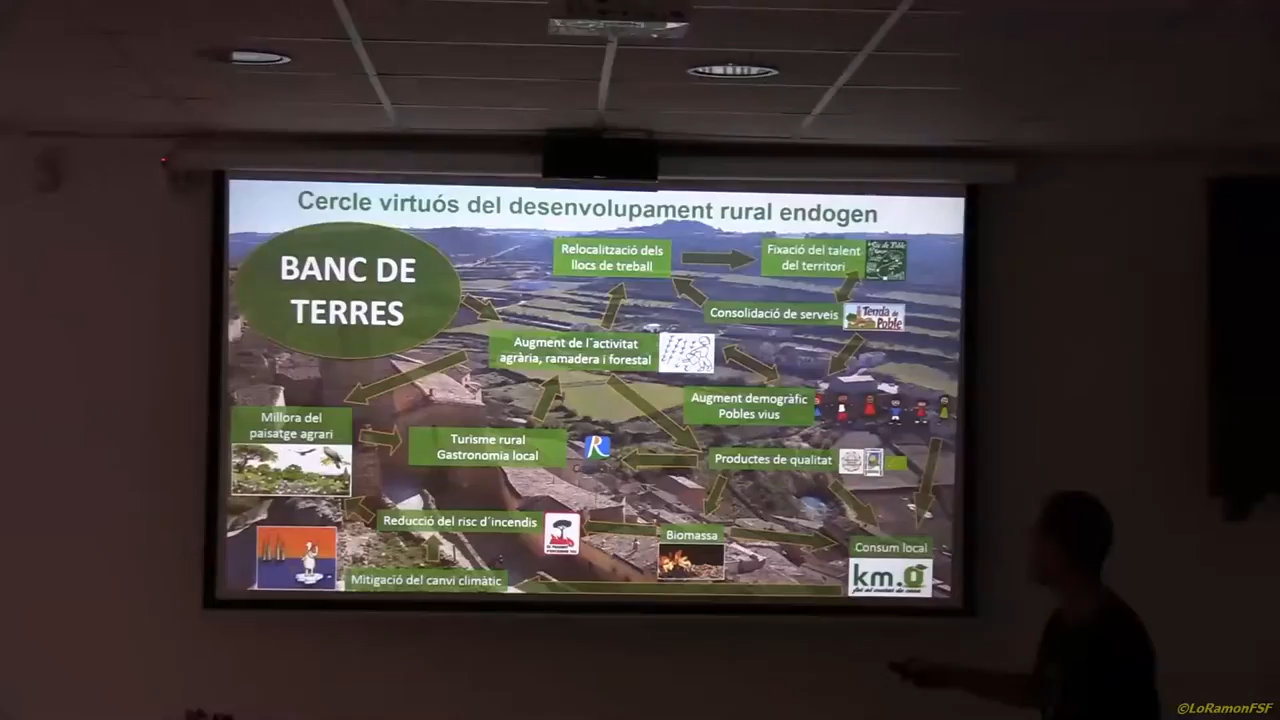 Cercle virtuós del desenvolupament rural endogen
BANC DE
TERRES
Relocalització dels
llocs de treball
Fixació del talent
del territori
Consolidació de serveis
Tenda de
Poble
Augment de l´activitat
agrària, ramadera i forestal
Augment demogràfic
Pobles vius
Millora del
paisatge agrari
Turisme rural
Gastronomia local
R
Productes de qualitat
Reducció del risc d´incendis
Biomassa
Consum local
km.0
Mitigació del canvi climàtic
©LoRamonFSF